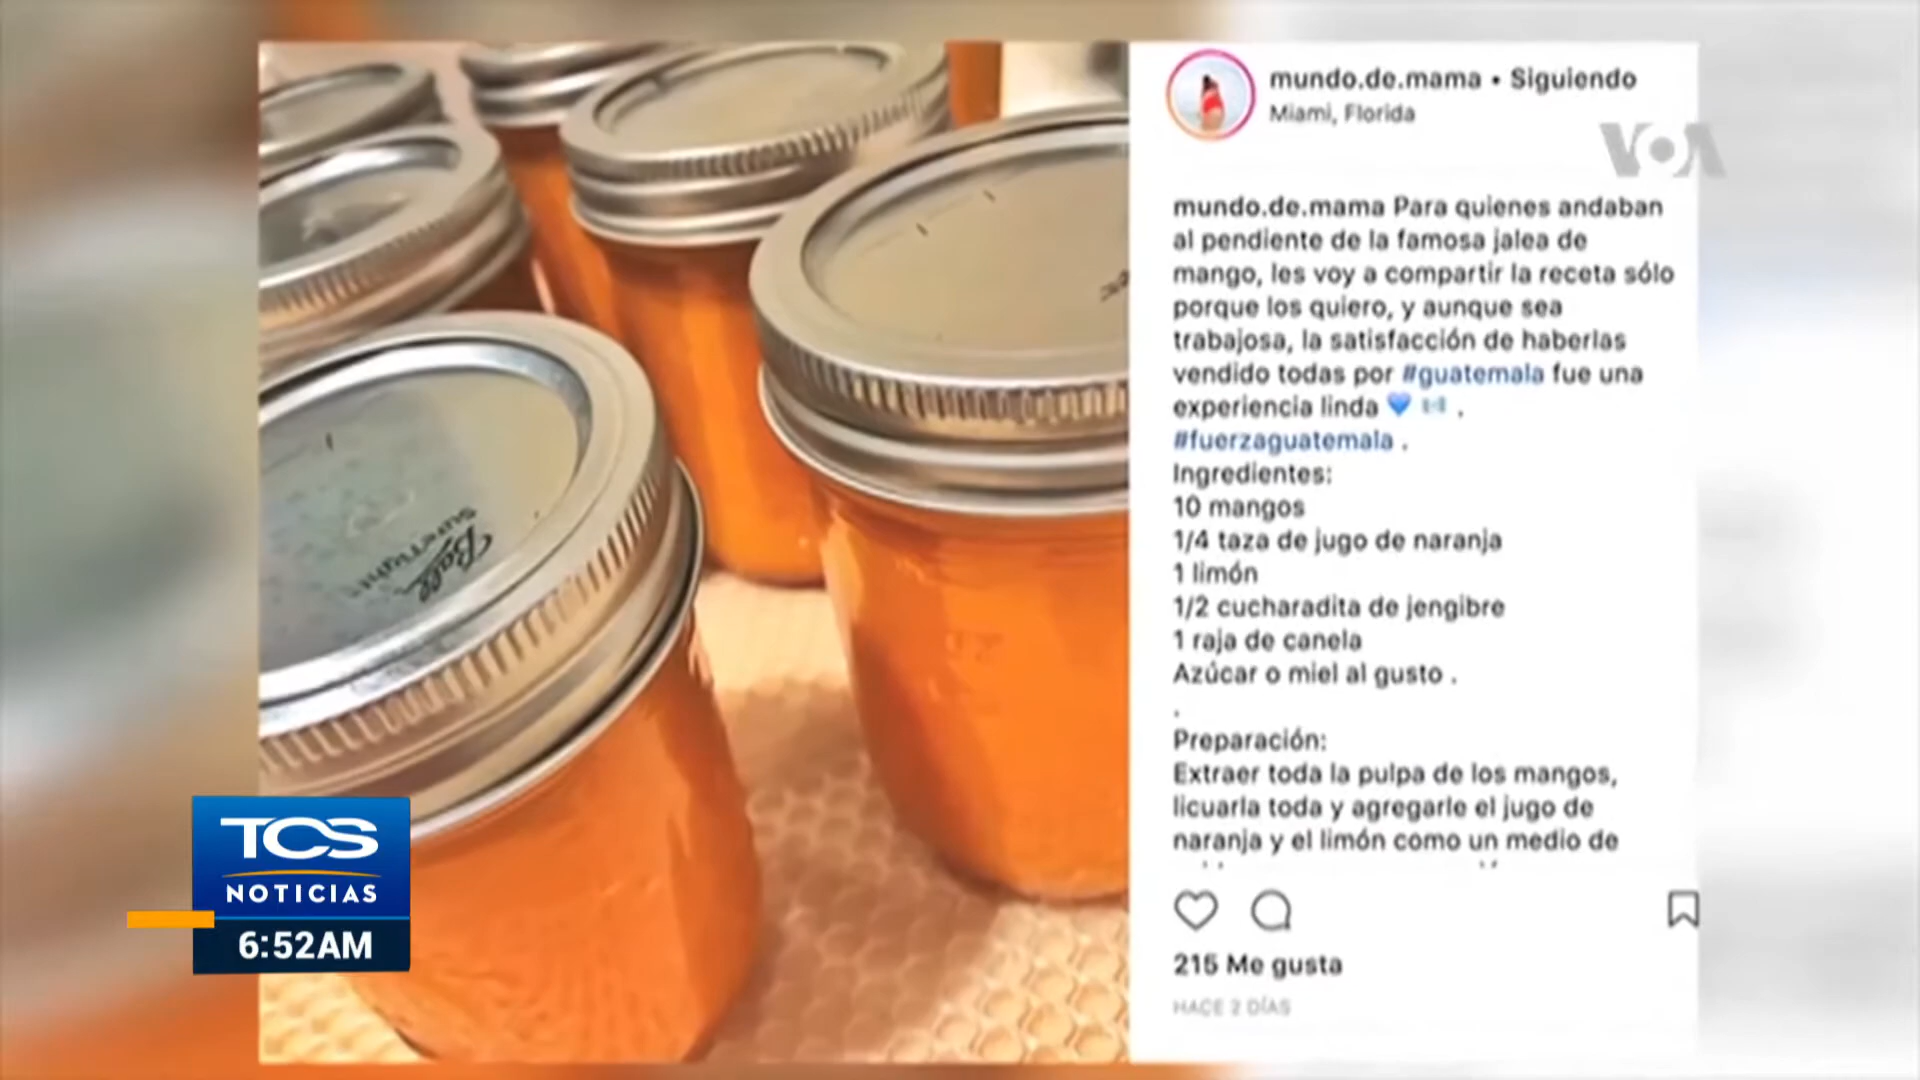 mundo.de.mama • Siguiendo
Miami, Florida
VOA
mundo.de.mama Para quienes andaban
al pendiente de la famosa jalea de
mango, les voy a compartir la receta sólo
porque los quiero, y aunque sea
trabajosa, la satisfacción de haberlas
vendido todas por #guatemala fue una
experiencia linda 💙 🇬🇹 .
#fuerzaguatemala .
Ingredientes:
10 mangos
1/4 taza de jugo de naranja
1 limón
1/2 cucharadita de jengibre
1 raja de canela
Azúcar o miel al gusto .
.
Preparación:
Extraer toda la pulpa de los mangos,
licuarla toda y agregarle el jugo de
naranja y el limón como un medio de
215 Me gusta
HACE 2 DÍAS
Ball
TCS
NOTICIAS
6:52AM